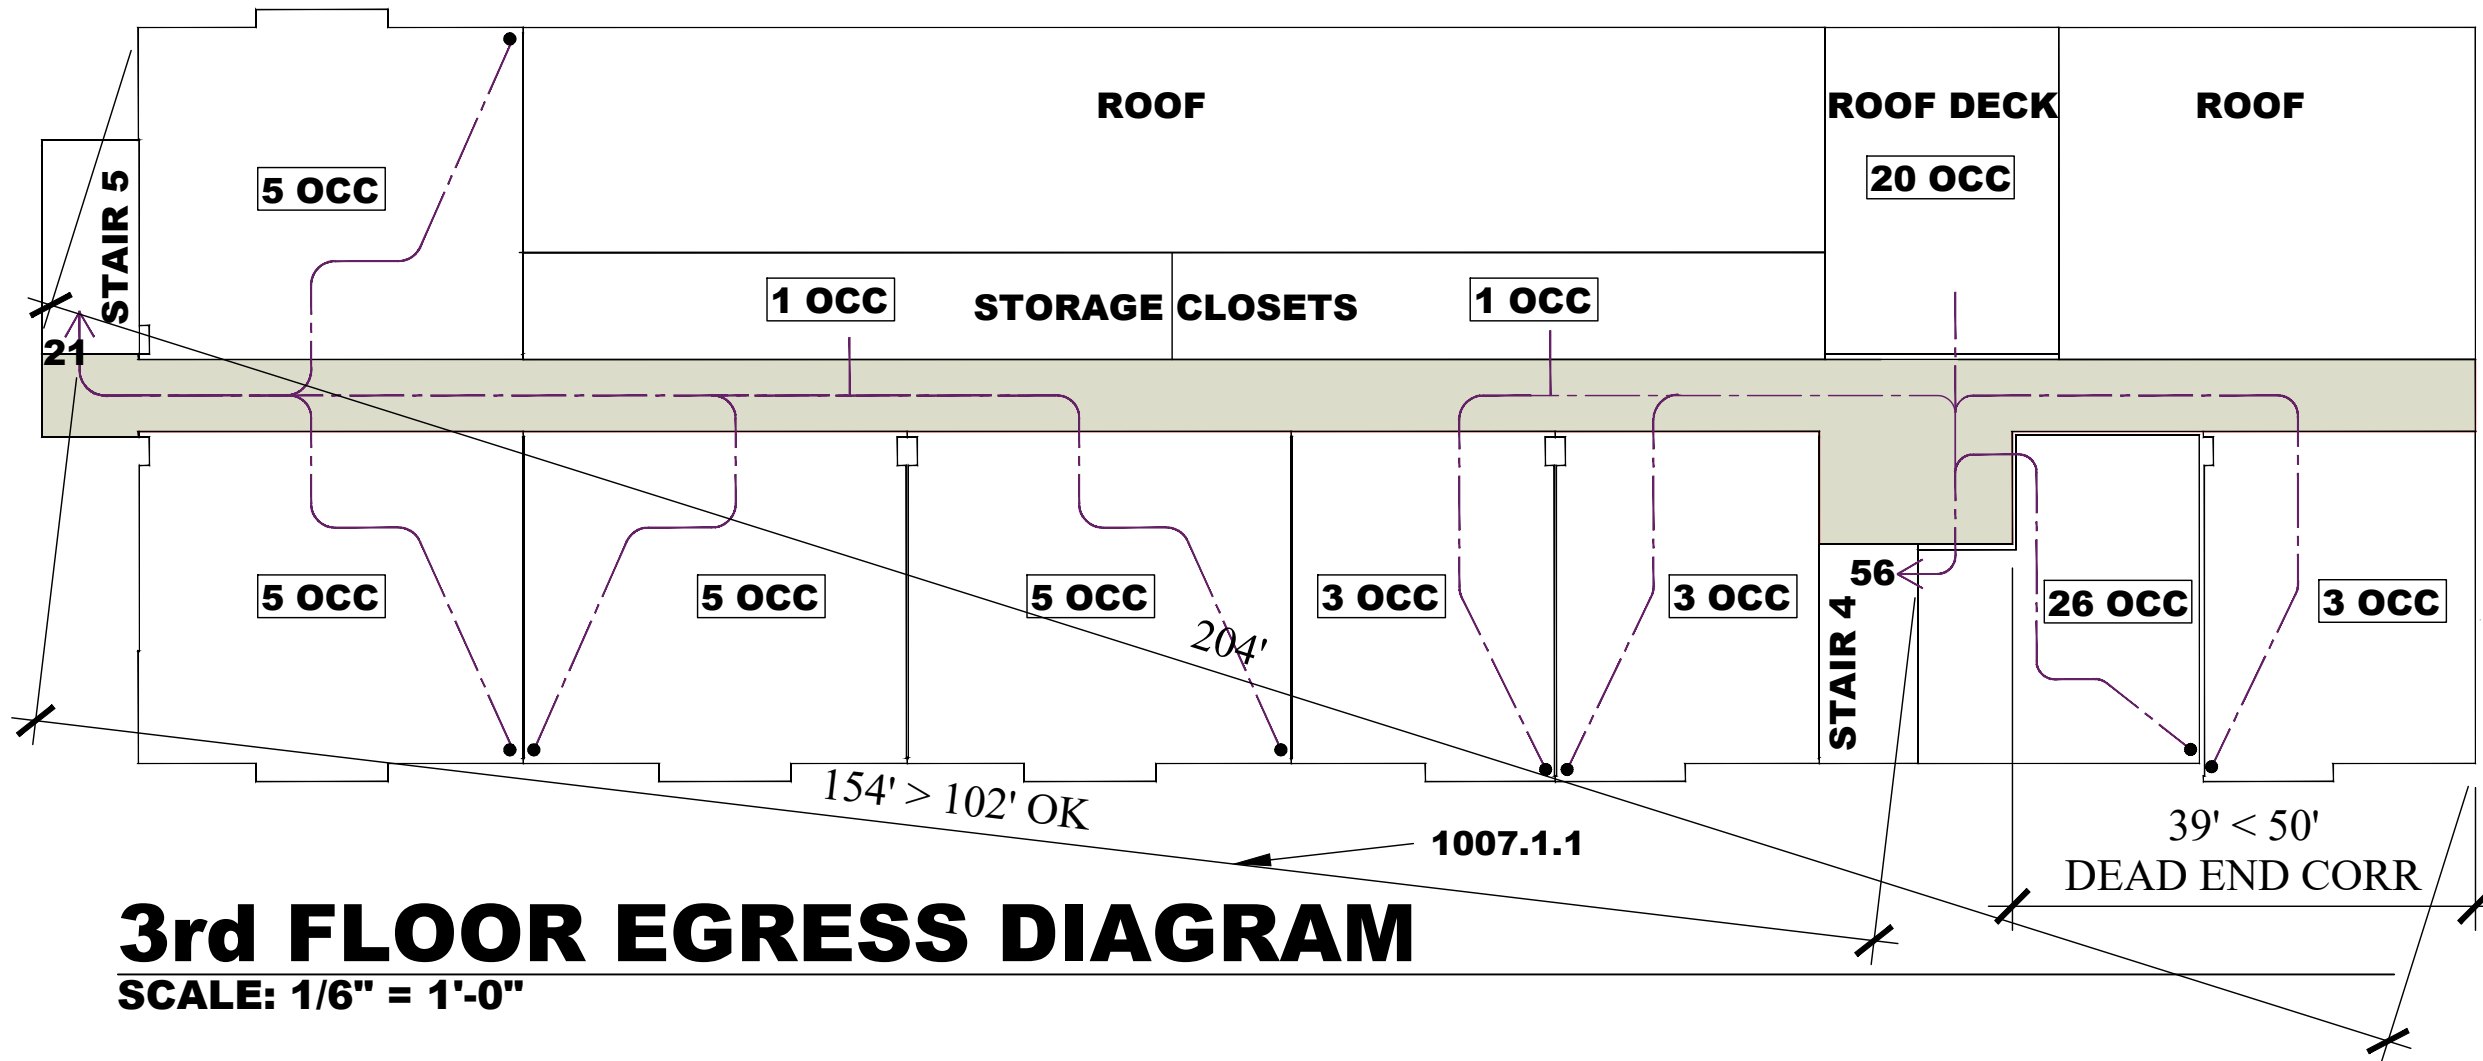 ROOF
ROOF DECK
ROOF
5 OCC
20 OCC
STAIR 5
1 OCC
STORAGE CLOSETS
1 OCC
21
56
5 OCC
5 OCC
5 OCC
3 OCC
3 OCC
STAIR 4
26 OCC
3 OCC
204'
154' > 102' OK
1007.1.1
39' < 50'
DEAD END CORR
3rd FLOOR EGRESS DIAGRAM
SCALE: 1/6" = 1'-0"